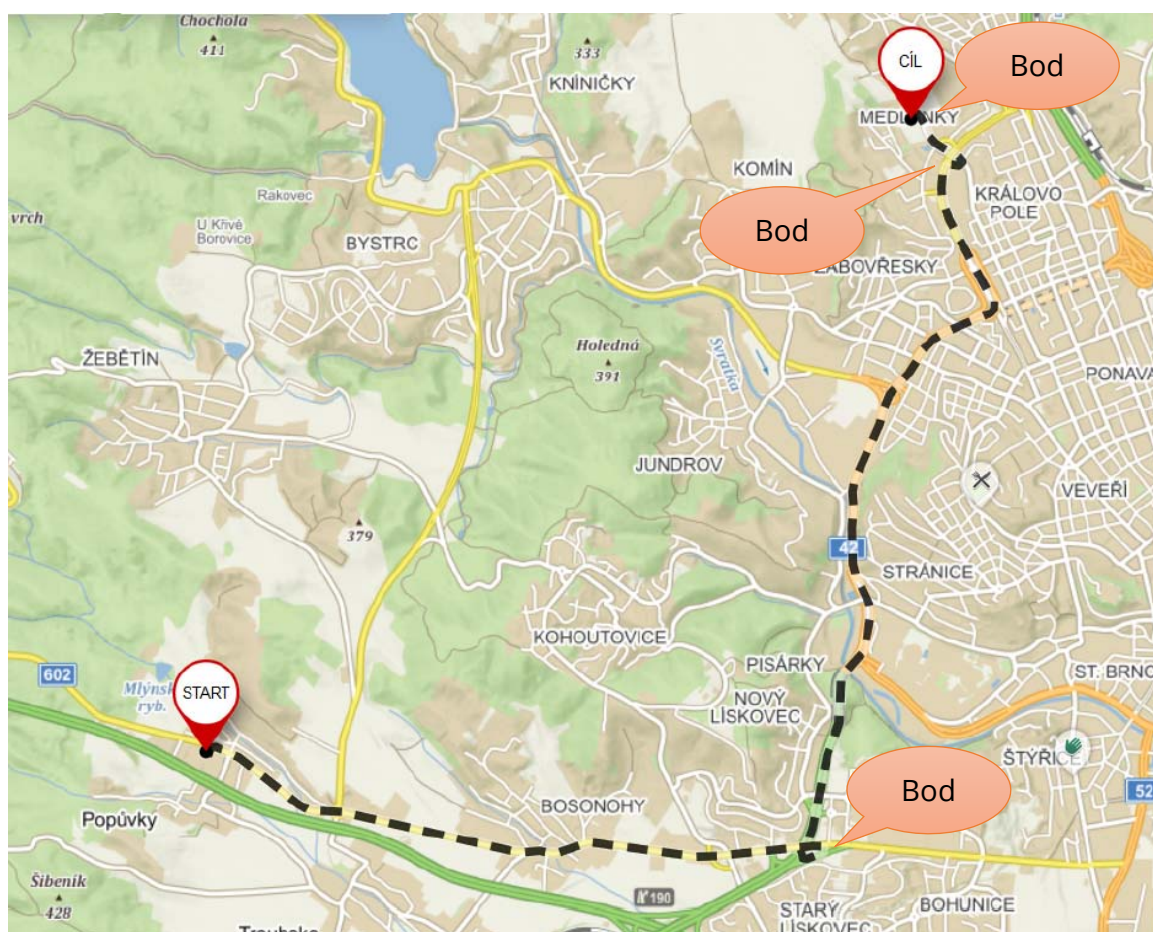 Chochola
411
333
KNÍNIČKY
CÍL
Bod
KOMÍN
Rakovec
vrch
U Křivé
Borovice
BYSTRC
Bod
KRÁLOVO
POLE
Holedná
391
Svratka
ŽEBĚTÍN
PONAVA
JUNDROV
VEVEŘÍ
379
42
STRÁNICE
KOHOUTOVICE
PISÁRKY
ST. BRNO
602
START
ryb.
NOVÝ
LÍSKOVEC
ŠTÝŘICE
Bod
52
BOSONOHY
Popůvky
Šibeník
428
190
STARÝ
LÍSKOVEC
BOHUNICE